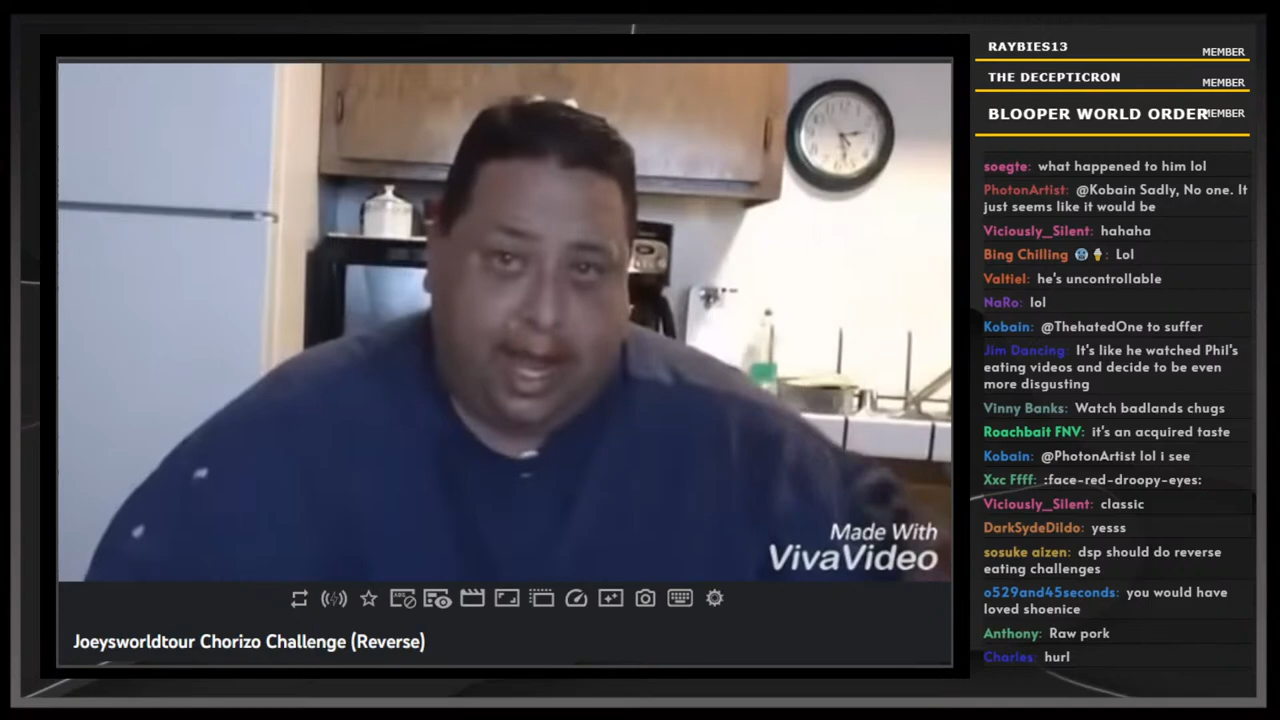 Made With
VivaVideo
Joeysworldtour Chorizo Challenge (Reverse)
RAYBIES13 MEMBER
THE DECEPTICRON MEMBER
BLOOPER WORLD ORDER MEMBER
soegte: what happened to him lol
PhotonArtist: @Kobain Sadly, No one. It
just seems like it would be
Viciously_Silent: hahaha
Bing Chilling 🥶🍦: Lol
Valtiel: he's uncontrollable
NaRo: lol
Kobain: @ThehatedOne to suffer
Jim Dancing: It's like he watched Phil's
eating videos and decide to be even
more disgusting
Vinny Banks: Watch badlands chugs
Roachbait FNV: it's an acquired taste
Kobain: @PhotonArtist lol i see
Xxc Ffff: :face-red-droopy-eyes:
Viciously_Silent: classic
DarkSydeDildo: yesss
sosuke aizen: dsp should do reverse
eating challenges
o529and45seconds: you would have
loved shoenice
Anthony: Raw pork
Charles: hurl